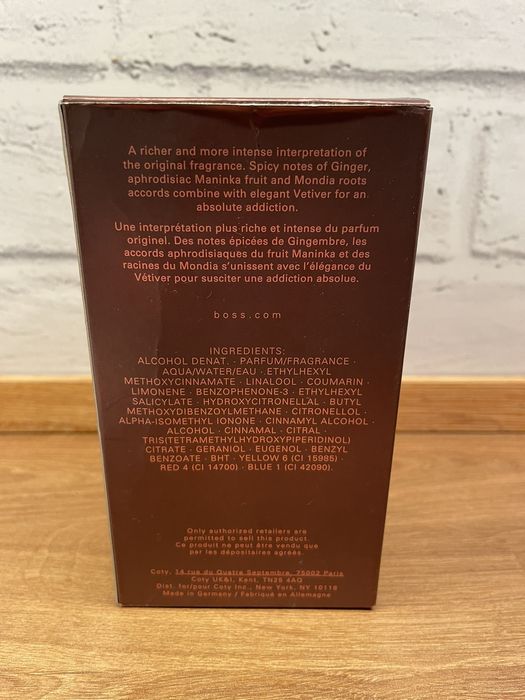 A richer and more intense interpretation of
the original fragrance. Spicy notes of Ginger,
aphrodisiac Maninka fruit and Mondia roots
accords combine with elegant Vetiver for an
absolute addiction.
Une interprétation plus riche et intense du parfum
originel. Des notes épicées de Gingembre, les
accords aphrodisiaques du fruit Maninka et des
racines du Mondia s'unissent avec l'élégance du
Vétiver pour susciter une addiction absolue.
boss.com
INGREDIENTS:
ALCOHOL DENAT. · PARFUM/FRAGRANCE ·
AQUA/WATER/EAU · ETHYLHEXYL
METHOXYCINNAMATE · LINALOOL · COUMARIN ·
LIMONENE · BENZOPHENONE-3 · ETHYLHEXYL
SALICYLATE · HYDROXYCITRONELLAL · BUTYL
METHOXYDIBENZOYLMETHANE · CITRONELLOL ·
ALPHA-ISOMETHYL IONONE · CINNAMYL ALCOHOL ·
ALCOHOL · CINNAMAL · CITRAL ·
TRIS(TETRAMETHYLHYDROXYPIPERIDINOL)
CITRATE · GERANIOL · EUGENOL · BENZYL
BENZOATE · BHT · YELLOW 6 (CI 15985) ·
RED 4 (CI 14700) · BLUE 1 (CI 42090).
Only authorized retailers are
permitted to sell this product.
Ce produit ne peut être vendu que
par les dépositaires agréés.
Coty, 14 rue du Quatre Septembre, 75002 Paris
Coty UK&I, Kent, TN25 4AQ
Dist. for/pour Coty Inc., New York, NY 10118
Made in Germany / Fabriqué en Allemagne